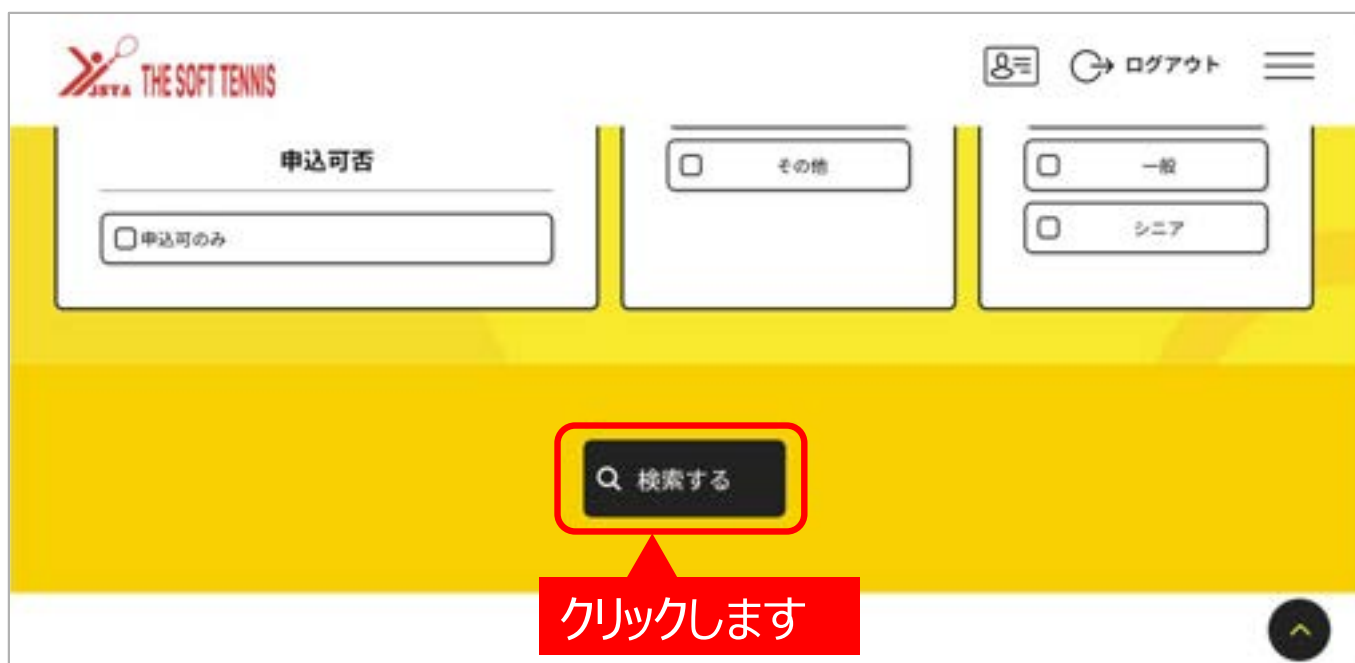 JSTA THE SOFT TENNIS
ログアウト
申込可否
申込可のみ
その他
一般
シニア
検索する
クリックします